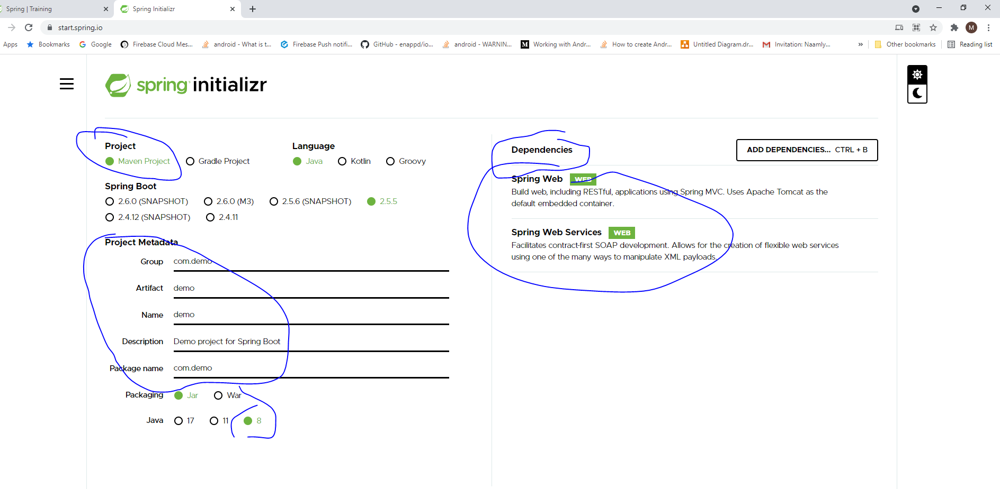 Spring | Training
Spring Initializr
start.spring.io
M
Apps Bookmarks Google Firebase Cloud Mes... android - What is t... Firebase Push notifi... GitHub - enappd/io... android - WARNIN... Working with Andr... How to create Andr... Untitled Diagram.dr... Invitation: Naamly... » Other bookmarks Reading list
spring initializr
Project
Maven Project Gradle Project
Language
Java Kotlin Groovy
Spring Boot
2.6.0 (SNAPSHOT) 2.6.0 (M3) 2.5.6 (SNAPSHOT) 2.5.5
2.4.12 (SNAPSHOT) 2.4.11
Project Metadata
Group com.demo
Artifact demo
Name demo
Description Demo project for Spring Boot
Package name com.demo
Packaging Jar War
Java 17 11 8
Dependencies
ADD DEPENDENCIES... CTRL + B
Spring Web WEB
Build web, including RESTful, applications using Spring MVC. Uses Apache Tomcat as the
default embedded container.
Spring Web Services WEB
Facilitates contract-first SOAP development. Allows for the creation of flexible web services
using one of the many ways to manipulate XML payloads.